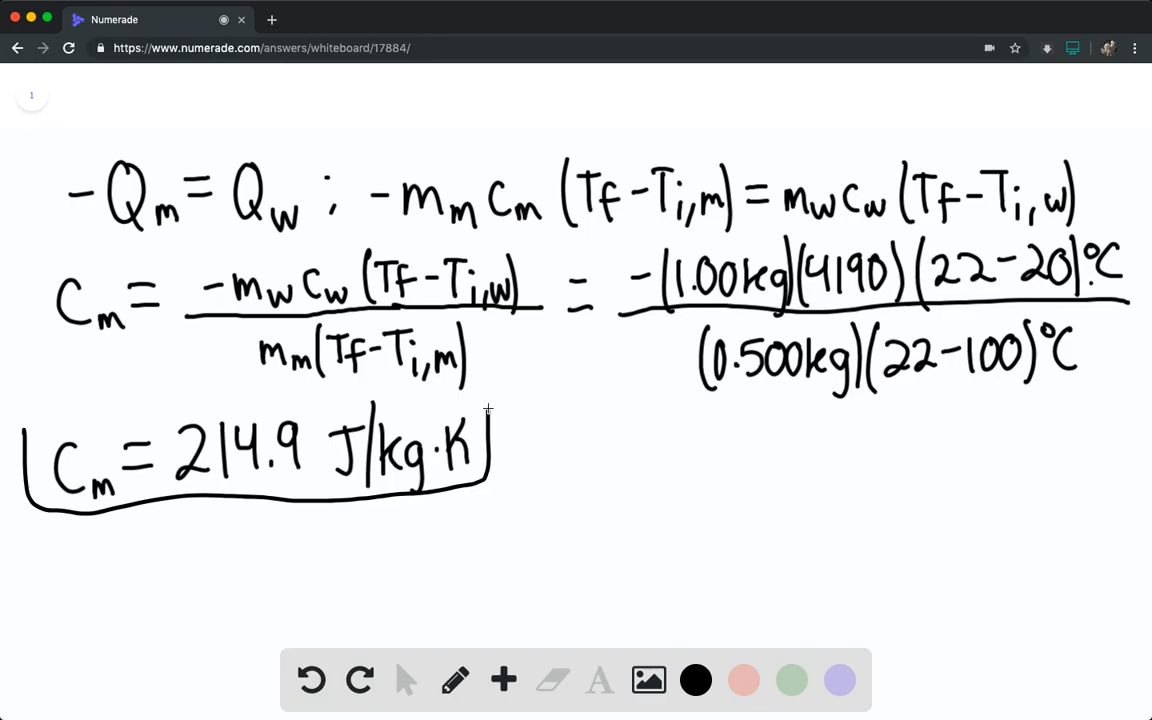 Numerade
https://www.numerade.com/answers/whiteboard/17884/
1
-Qm = Qw ; -mm cm (Tf-Ti,m) = mw cw (Tf-Ti,w)
Cm = -mw cw (Tf-Ti,w) / mm(Tf-Ti,m) = -(1.00kg)(4190)(22-20)°C / (0.500kg)(22-100)°C
Cm = 214.9 J/kg·K
A